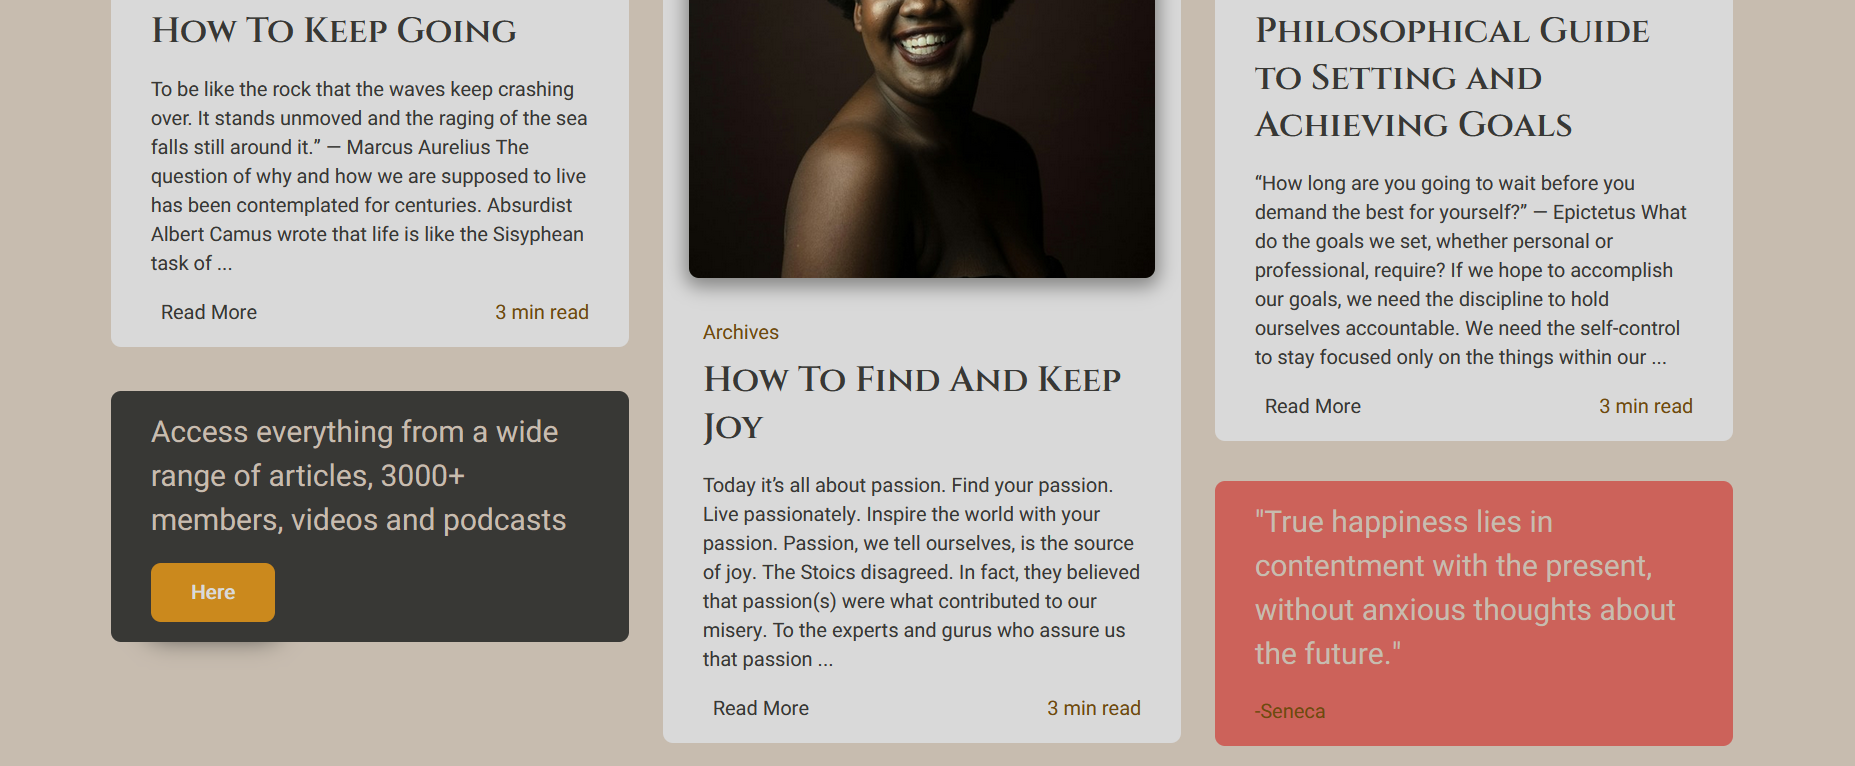 How To Keep Going
To be like the rock that the waves keep crashing
over. It stands unmoved and the raging of the sea
falls still around it.” — Marcus Aurelius The
question of why and how we are supposed to live
has been contemplated for centuries. Absurdist
Albert Camus wrote that life is like the Sisyphean
task of ...
Read More
3 min read
Access everything from a wide
range of articles, 3000+
members, videos and podcasts
Here
Archives
How To Find And Keep
Joy
Today it’s all about passion. Find your passion.
Live passionately. Inspire the world with your
passion. Passion, we tell ourselves, is the source
of joy. The Stoics disagreed. In fact, they believed
that passion(s) were what contributed to our
misery. To the experts and gurus who assure us
that passion ...
Read More
3 min read
Philosophical Guide
to Setting and
Achieving Goals
“How long are you going to wait before you
demand the best for yourself?” — Epictetus What
do the goals we set, whether personal or
professional, require? If we hope to accomplish
our goals, we need the discipline to hold
ourselves accountable. We need the self-control
to stay focused only on the things within our ...
Read More
3 min read
"True happiness lies in
contentment with the present,
without anxious thoughts about
the future."
-Seneca